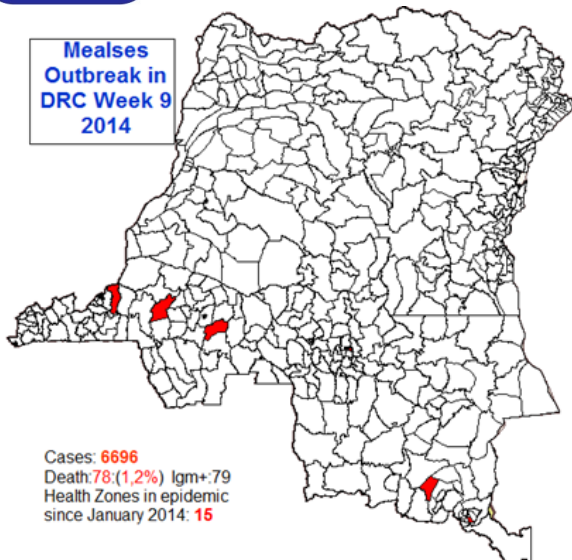 Mealses
Outbreak in
DRC Week 9
2014
Cases: 6696
Death:78:(1,2%) Igm+:79
Health Zones in epidemic
since January 2014: 15